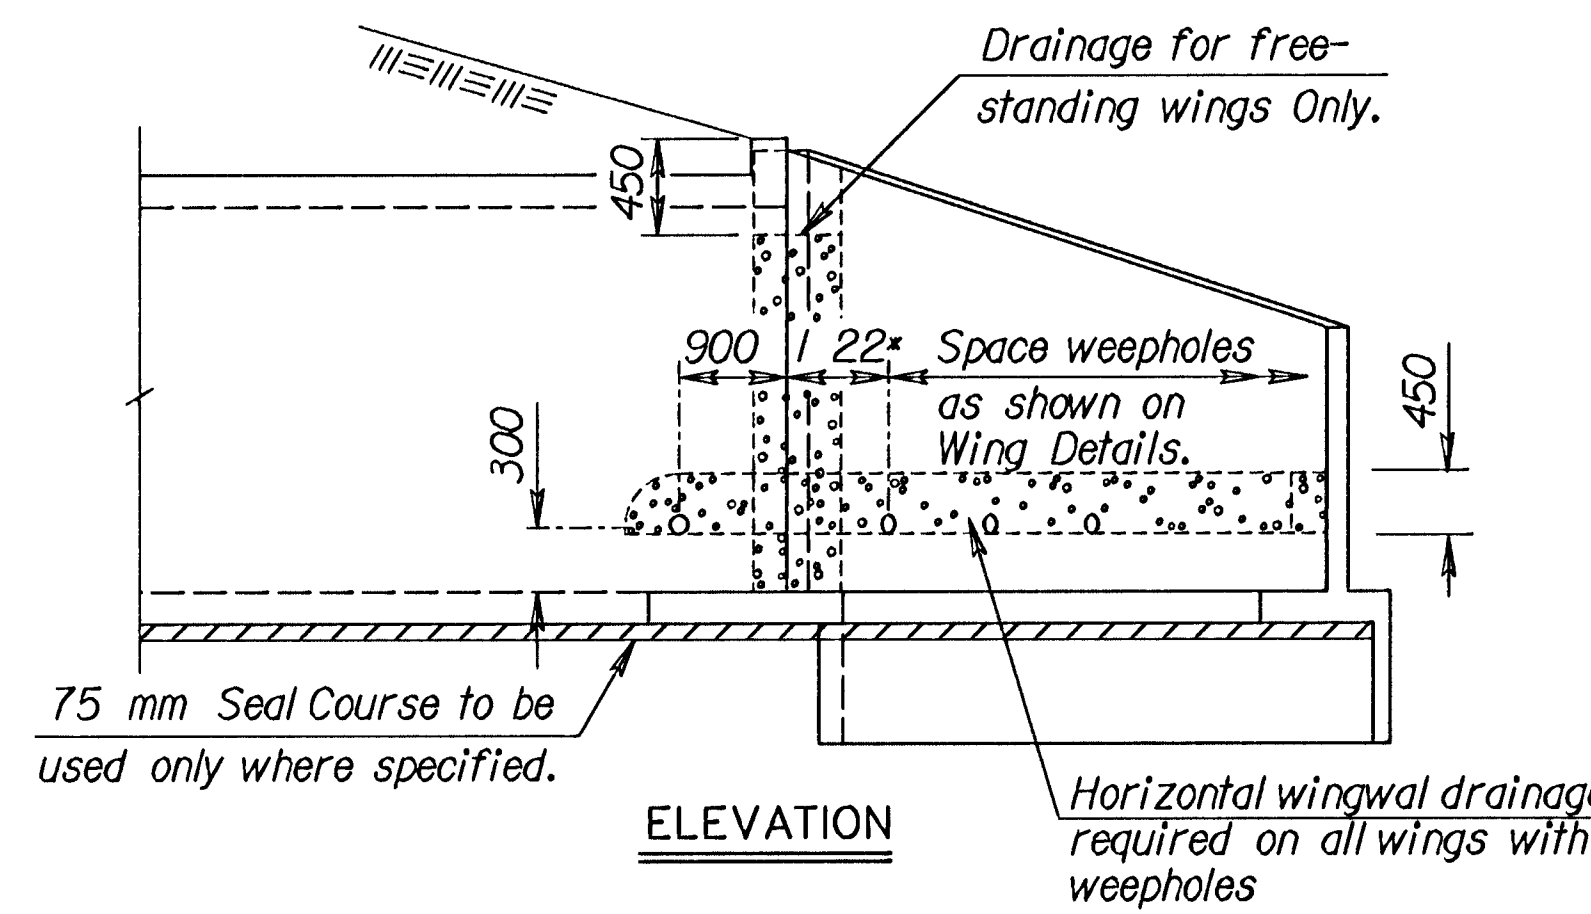 Drainage for free-
standing wings Only.
450
900 / 22* Space weepholes
as shown on
Wing Details.
450
300
75 mm Seal Course to be
used only where specified.
ELEVATION
Horizontal wingwal drainage
required on all wings with
weepholes